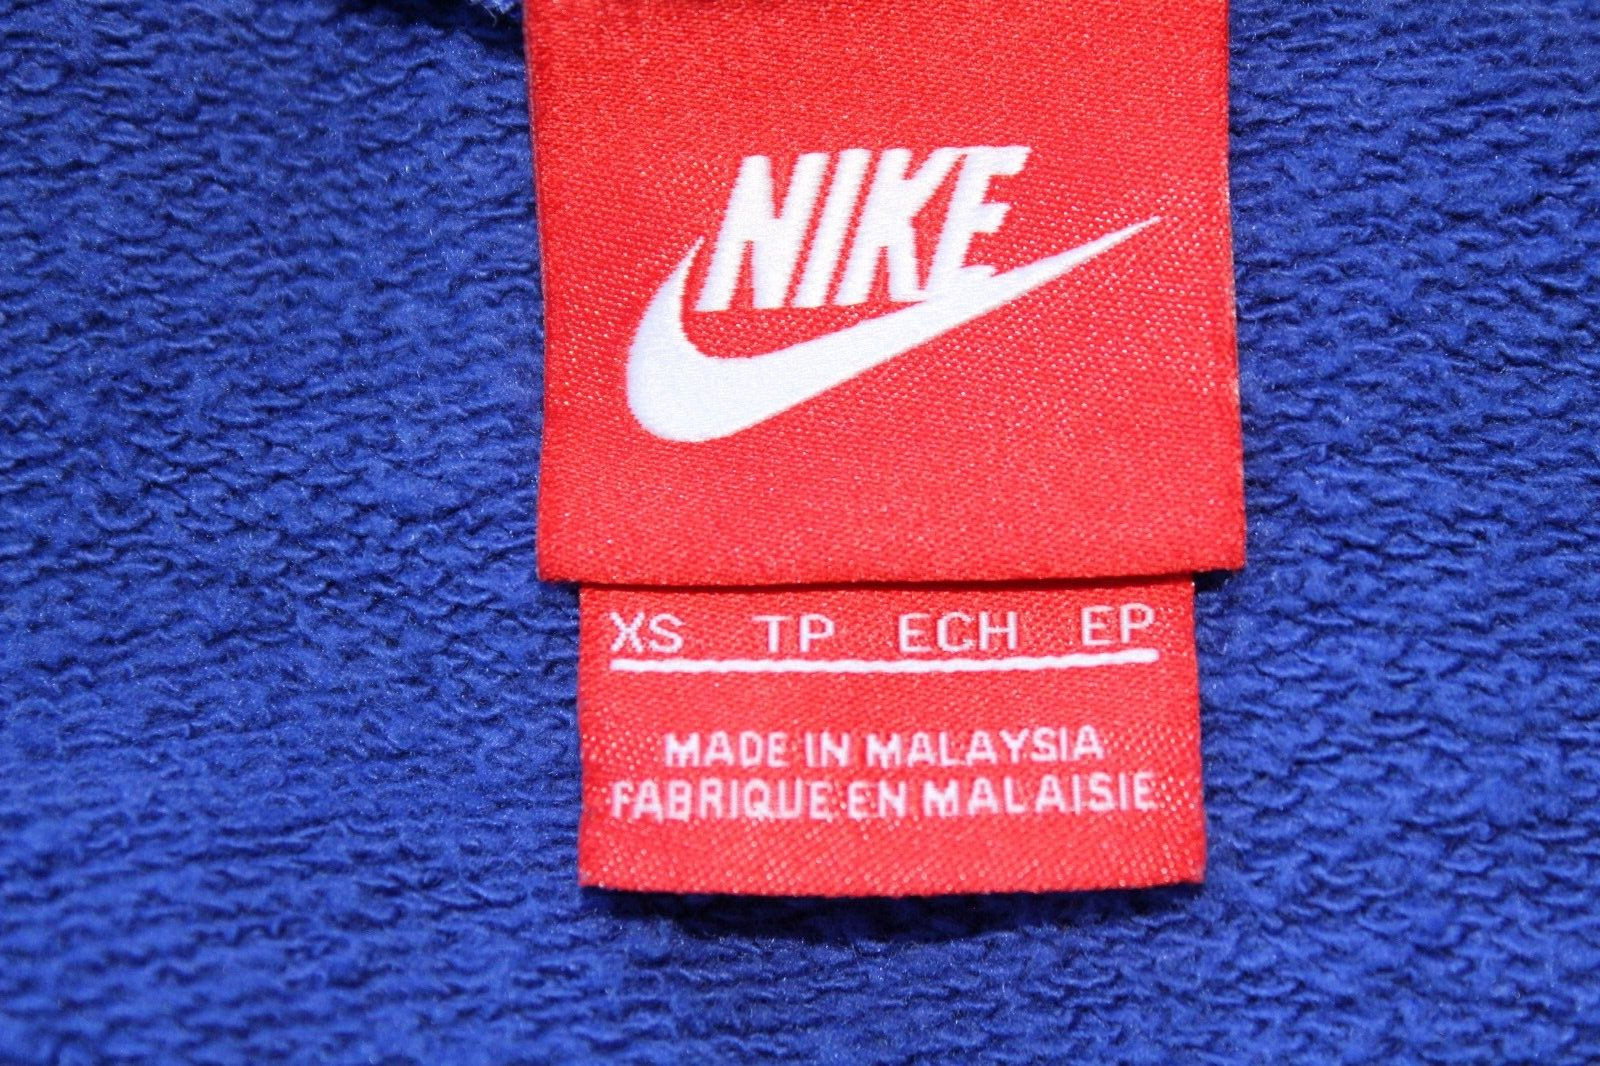 NIKE
XS TP ECH EP
MADE IN MALAYSIA
FABRIQUE EN MALAISIE